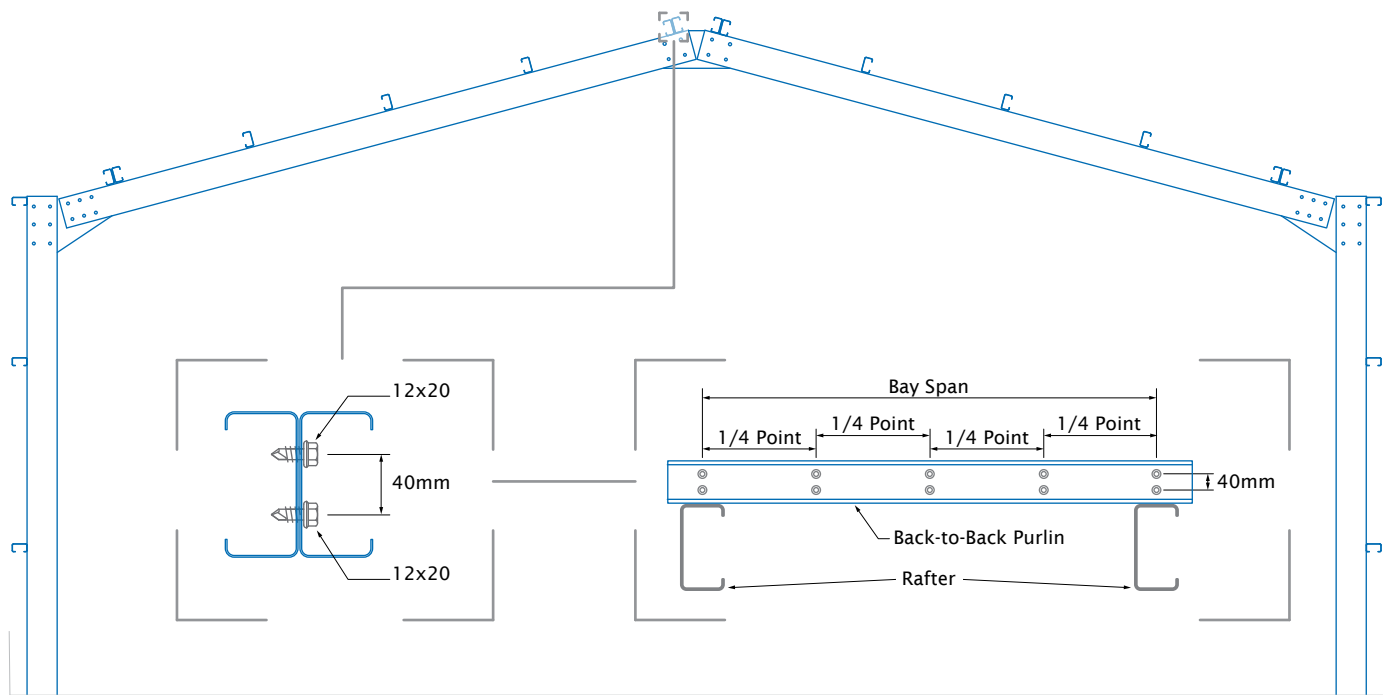 12x20
40mm
12x20
Bay Span
1/4 Point
1/4 Point
1/4 Point
1/4 Point
40mm
Back-to-Back Purlin
Rafter